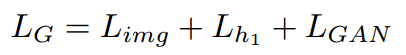 L_G = L_{img} + L_{h_1} + L_{GAN}